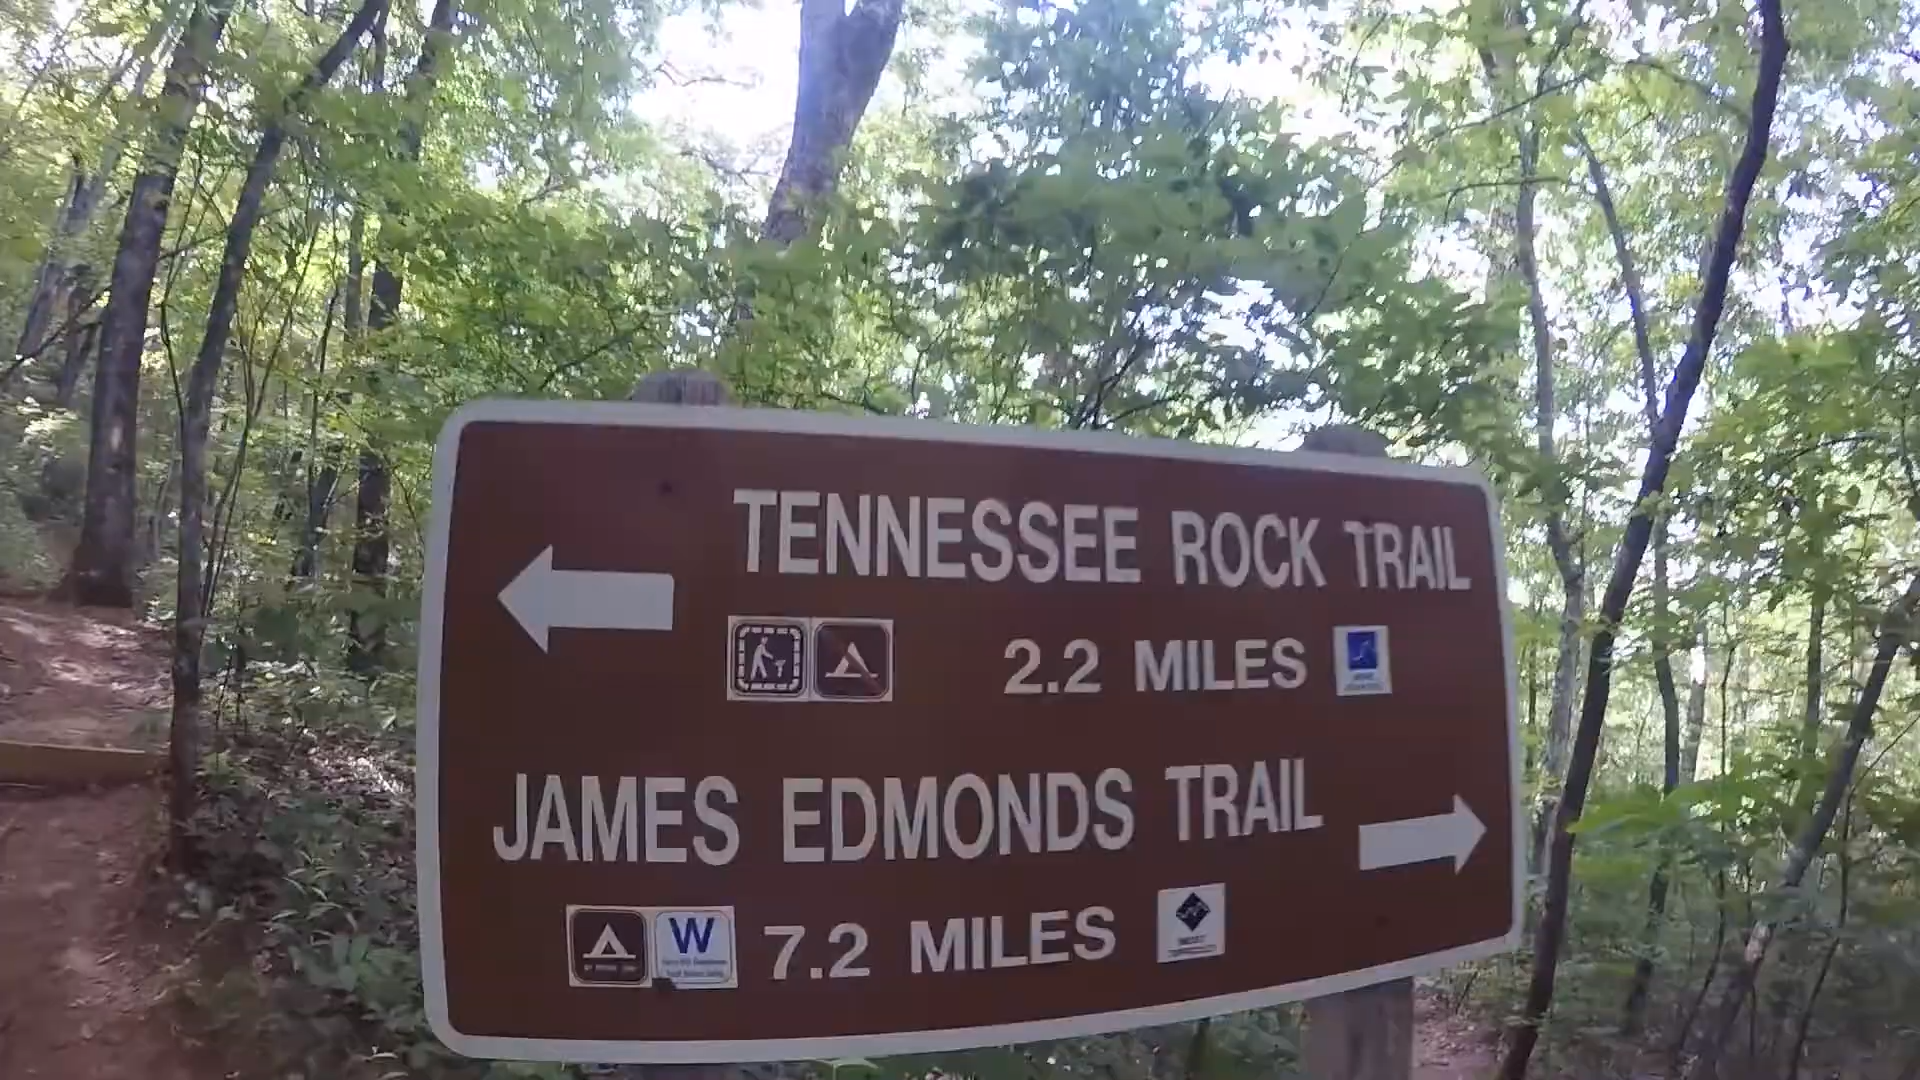 TENNESSEE ROCK TRAIL
2.2 MILES
JAMES EDMONDS TRAIL
W 7.2 MILES